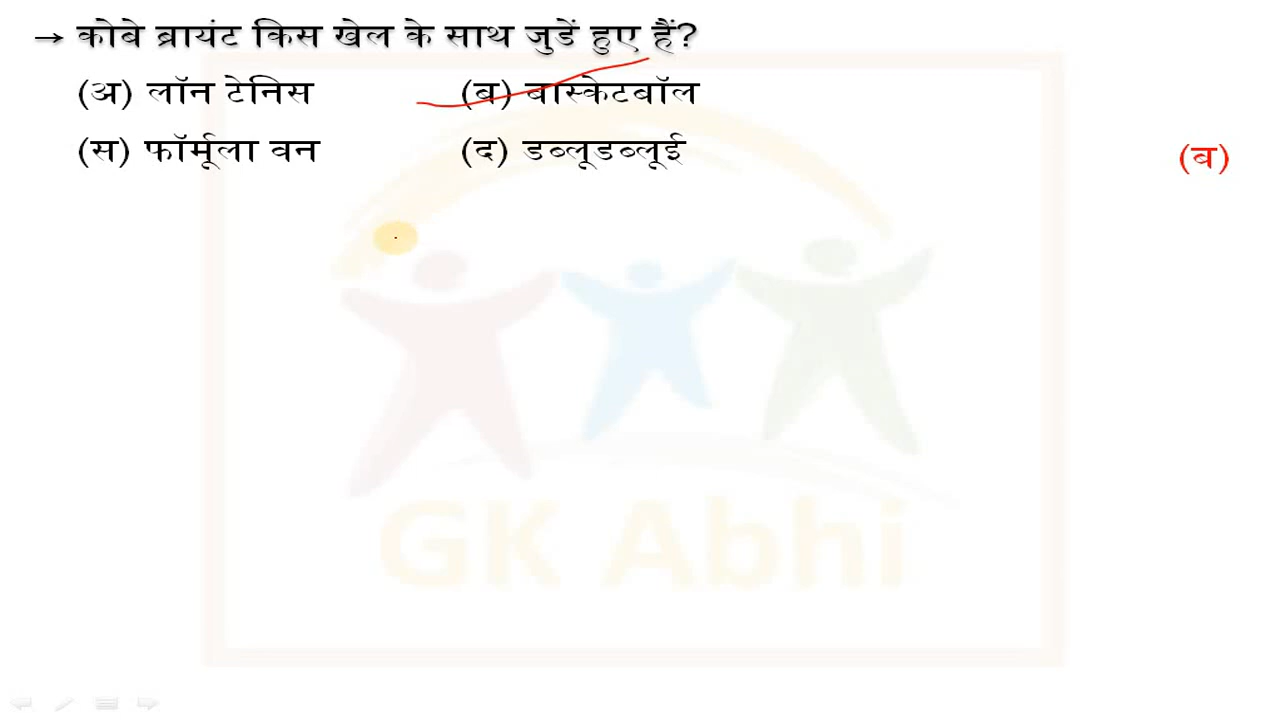 → कोबे ब्रायंट किस खेल के साथ जुडें हुए हैं?
(अ) लॉन टेनिस (ब) बास्केटबॉल
(स) फॉर्मूला वन (द) डब्लूडब्लूई (ब)
GK Abhi